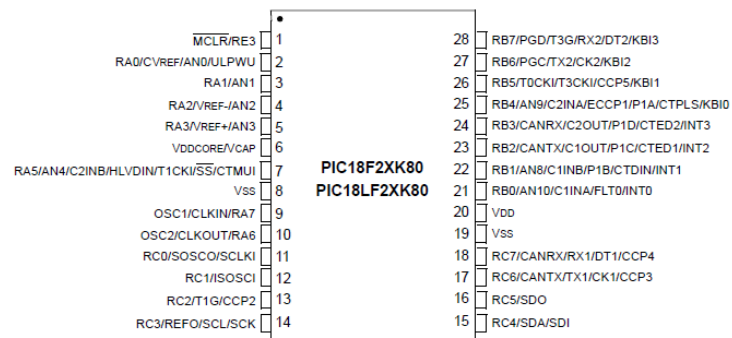 MCLR/RE3 1
RA0/CVREF/AN0/ULPWU 2
RA1/AN1 3
RA2/VREF-/AN2 4
RA3/VREF+/AN3 5
VDDCORE/VCAP 6
RA5/AN4/C2INB/HLVDIN/T1CKI/SS/CTMUI 7
VSS 8
OSC1/CLKIN/RA7 9
OSC2/CLKOUT/RA6 10
RC0/SOSCO/SCLKI 11
RC1/ISOSCI 12
RC2/T1G/CCP2 13
RC3/REFO/SCL/SCK 14
PIC18F2XK80
PIC18LF2XK80
28 RB7/PGD/T3G/RX2/DT2/KBI3
27 RB6/PGC/TX2/CK2/KBI2
26 RB5/T0CKI/T3CKI/CCP5/KBI1
25 RB4/AN9/C2INA/ECCP1/P1A/CTPLS/KBI0
24 RB3/CANRX/C2OUT/P1D/CTED2/INT3
23 RB2/CANTX/C1OUT/P1C/CTED1/INT2
22 RB1/AN8/C1INB/P1B/CTDIN/INT1
21 RB0/AN10/C1INA/FLT0/INT0
20 VDD
19 VSS
18 RC7/CANRX/RX1/DT1/CCP4
17 RC6/CANTX/TX1/CK1/CCP3
16 RC5/SDO
15 RC4/SDA/SDI